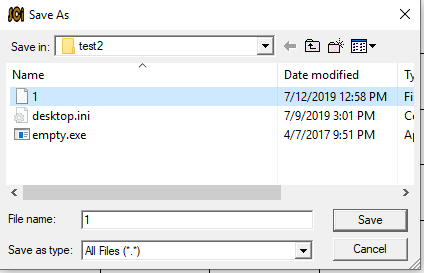 Save As
Save in: test2
Name Date modified Ty
1 7/12/2019 12:58 PM Fi
desktop.ini 7/9/2019 3:01 PM Co
empty.exe 4/7/2017 9:51 PM Ap
File name: 1 Save
Save as type: All Files (*.*) Cancel